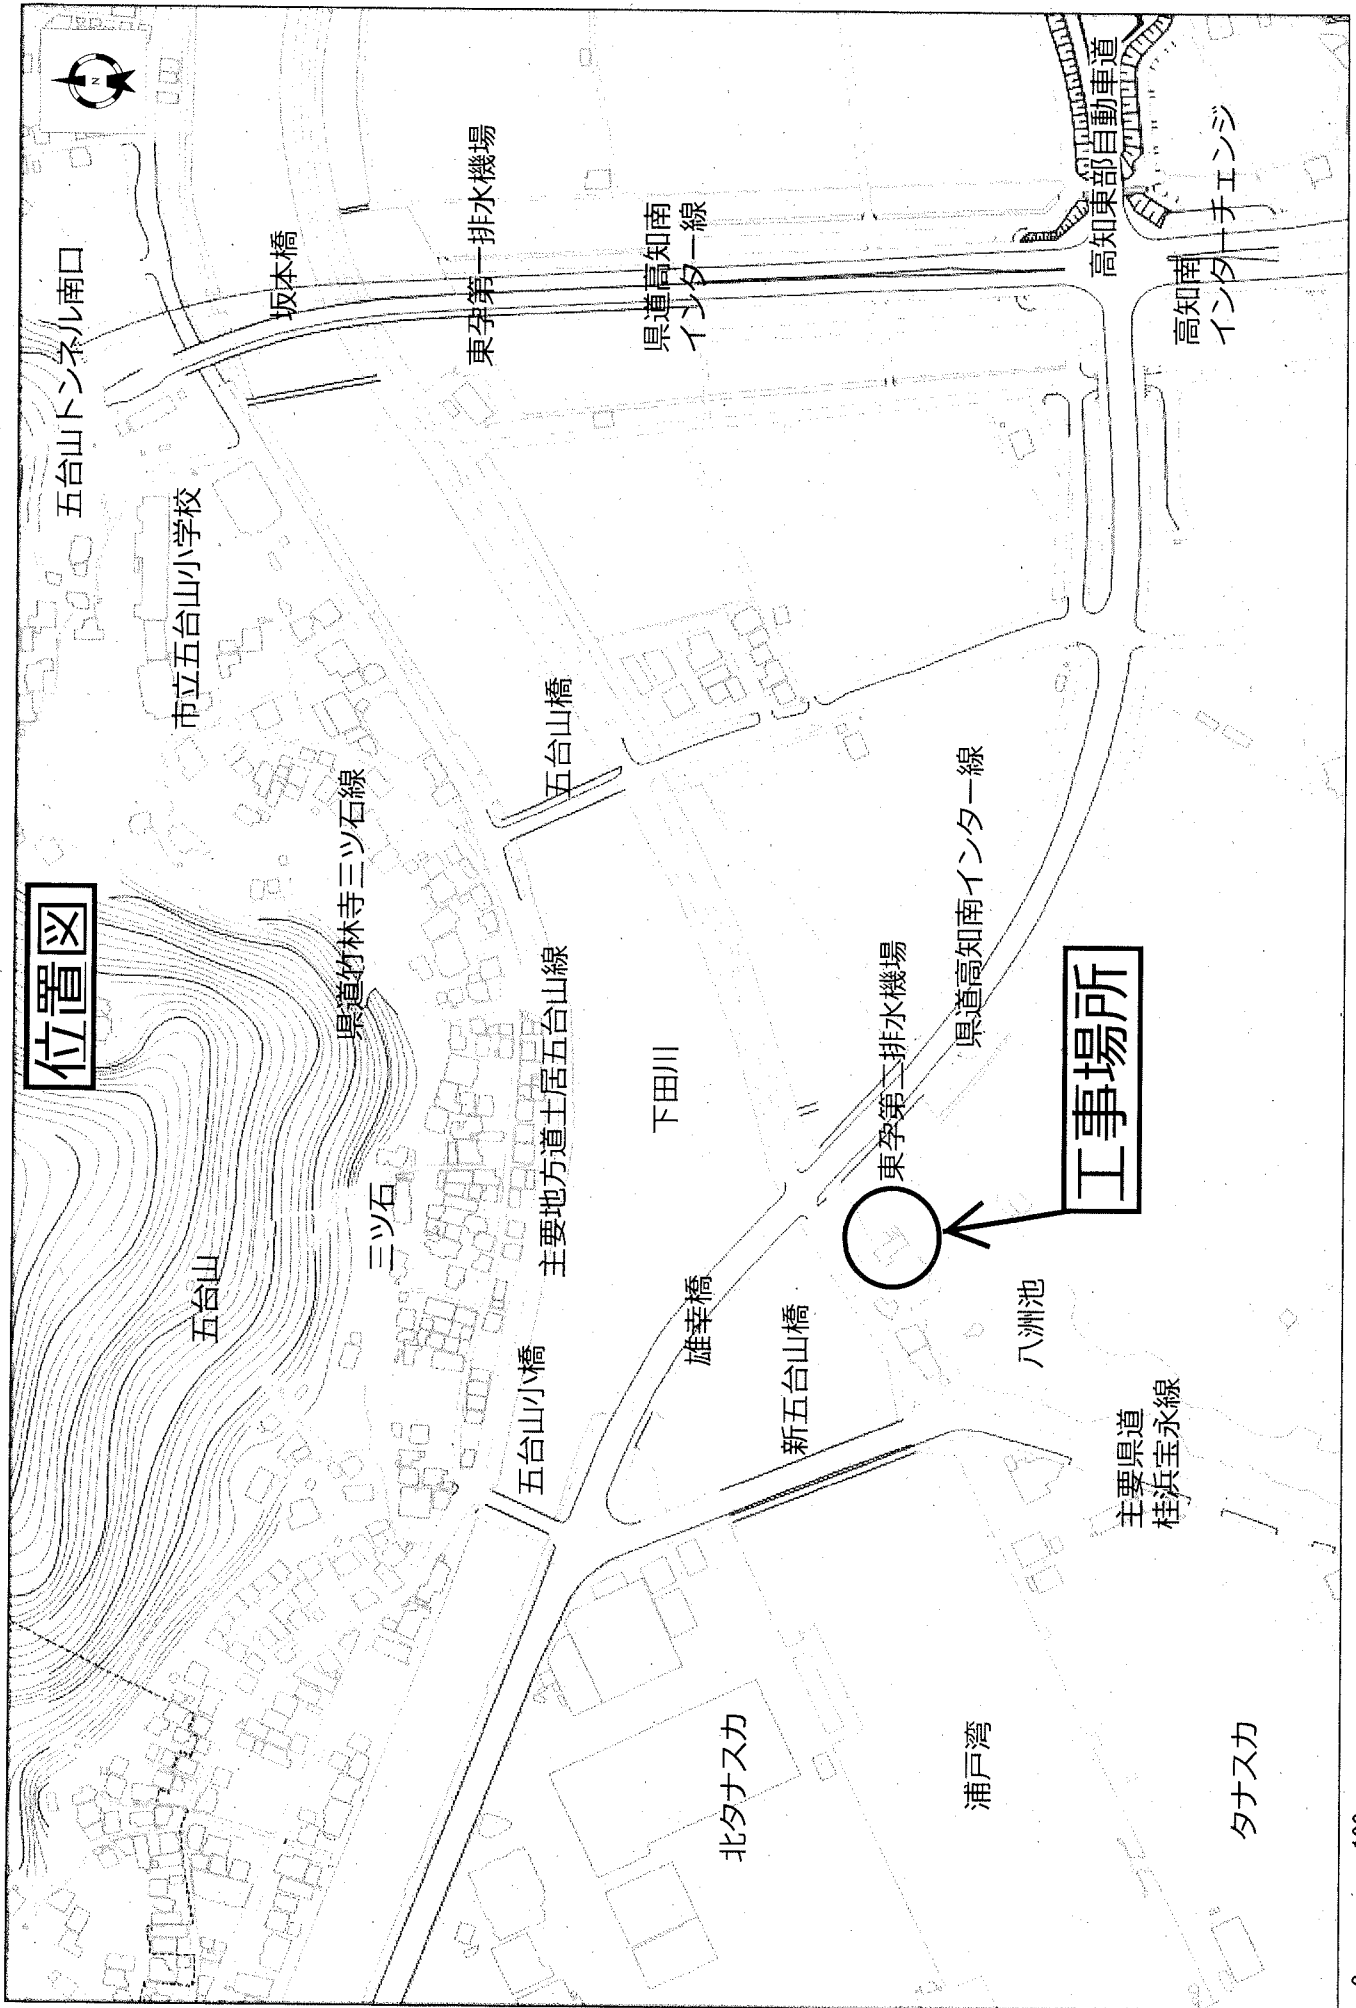 位置図
N
五台山トンネル南口
市立五台山小学校
坂本橋
東孕第一排水機場
県道高知南
インター線
高知東部自動車道
高知南
インターチェンジ
県道竹林寺三ツ石線
五台山橋
五台山
三ツ石
主要地方道土居五台山線
下田川
東孕第二排水機場
県道高知南インター線
工事場所
五台山小橋
雄幸橋
新五台山橋
八洲池
主要県道
桂浜宝永線
北タナスカ
浦戸湾
タナスカ
0